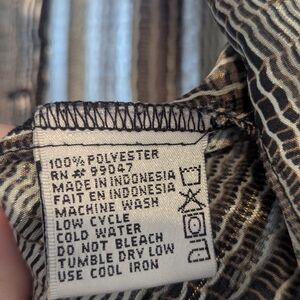 100% POLYESTER
RN # 99047
MADE IN INDONESIA
FAIT EN INDONESIA
MACHINE WASH
LOW CYCLE
COLD WATER
DO NOT BLEACH
TUMBLE DRY LOW
USE COOL IRON